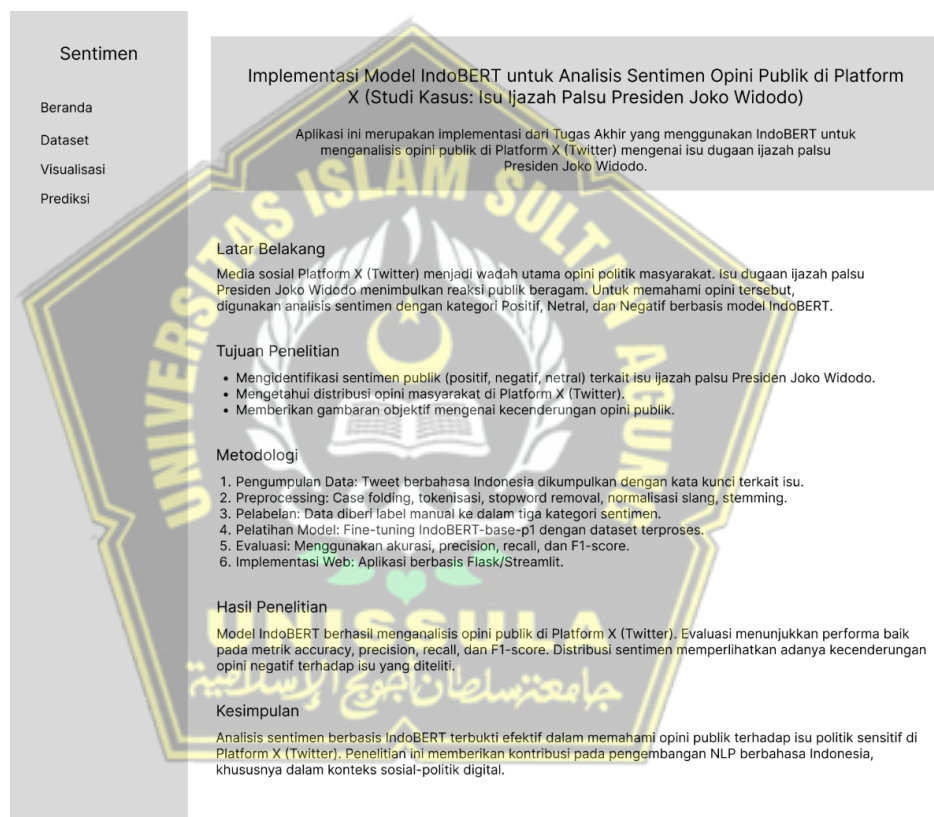 Sentimen
Beranda
Dataset
Visualisasi
Prediksi
Implementasi Model IndoBERT untuk Analisis Sentimen Opini Publik di Platform
X (Studi Kasus: Isu Ijazah Palsu Presiden Joko Widodo)
Aplikasi ini merupakan implementasi dari Tugas Akhir yang menggunakan IndoBERT untuk
menganalisis opini publik di Platform X (Twitter) mengenai isu dugaan ijazah palsu
Presiden Joko Widodo.
Latar Belakang
Media sosial Platform X (Twitter) menjadi wadah utama opini politik masyarakat. Isu dugaan ijazah palsu
Presiden Joko Widodo menimbulkan reaksi publik beragam. Untuk memahami opini tersebut,
digunakan analisis sentimen dengan kategori Positif, Netral, dan Negatif berbasis model IndoBERT.
Tujuan Penelitian
• Mengidentifikasi sentimen publik (positif, negatif, netral) terkait isu ijazah palsu Presiden Joko Widodo.
• Mengetahui distribusi opini masyarakat di Platform X (Twitter).
• Memberikan gambaran objektif mengenai kecenderungan opini publik.
Metodologi
1. Pengumpulan Data: Tweet berbahasa Indonesia dikumpulkan dengan kata kunci terkait isu.
2. Preprocessing: Case folding, tokenisasi, stopword removal, normalisasi slang, stemming.
3. Pelabelan: Data diberi label manual ke dalam tiga kategori sentimen.
4. Pelatihan Model: Fine-tuning IndoBERT-base-p1 dengan dataset terproses.
5. Evaluasi: Menggunakan akurasi, precision, recall, dan F1-score.
6. Implementasi Web: Aplikasi berbasis Flask/Streamlit.
Hasil Penelitian
Model IndoBERT berhasil menganalisis opini publik di Platform X (Twitter). Evaluasi menunjukkan performa baik
pada metrik accuracy, precision, recall, dan F1-score. Distribusi sentimen memperlihatkan adanya kecenderungan
opini negatif terhadap isu yang diteliti.
Kesimpulan
Analisis sentimen berbasis IndoBERT terbukti efektif dalam memahami opini publik terhadap isu politik sensitif di
Platform X (Twitter). Penelitian ini memberikan kontribusi pada pengembangan NLP berbahasa Indonesia,
khususnya dalam konteks sosial-politik digital.
UNIVERSITAS ISLAM SULTAN AGUNG
UNISSULA
جامعة سلطان أجونج الإسلامية